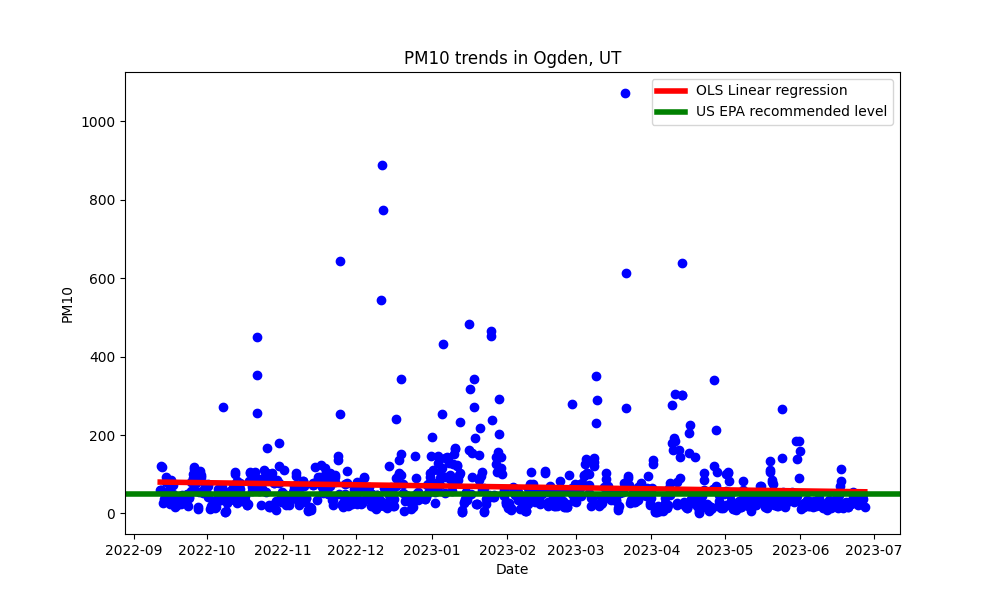 PM10 trends in Ogden, UT
OLS Linear regression
US EPA recommended level
1000
800
600
400
200
0
PM10
2022-09 2022-10 2022-11 2022-12 2023-01 2023-02 2023-03 2023-04 2023-05 2023-06 2023-07
Date